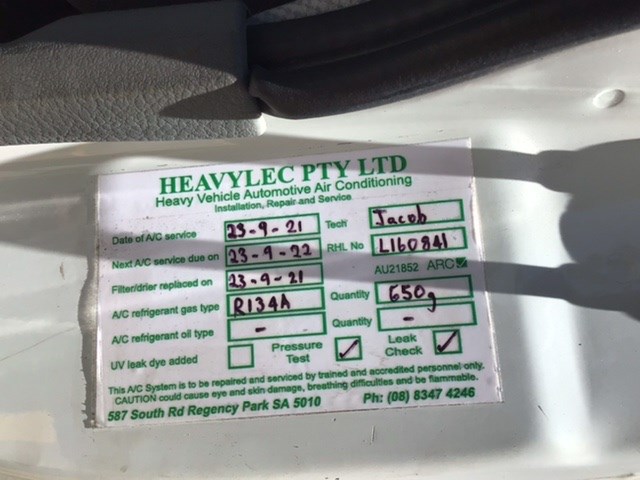 HEAVYLEC PTY LTD
Heavy Vehicle Automotive Air Conditioning
Installation, Repair and Service
Date of A/C service 23-9-21 Tech Jacob
Next A/C service due on 23-9-22 RHL No L160841
Filter/drier replaced on 23-9-21 AU21852 ARC
A/C refrigerant gas type R134A Quantity 650g
A/C refrigerant oil type - Quantity -
UV leak dye added Pressure Test ✓ Leak Check ✓
This A/C System is to be repaired and serviced by trained and accredited personnel only.
CAUTION could cause eye and skin damage, breathing difficulties and be flammable.
587 South Rd Regency Park SA 5010 Ph: (08) 8347 4246